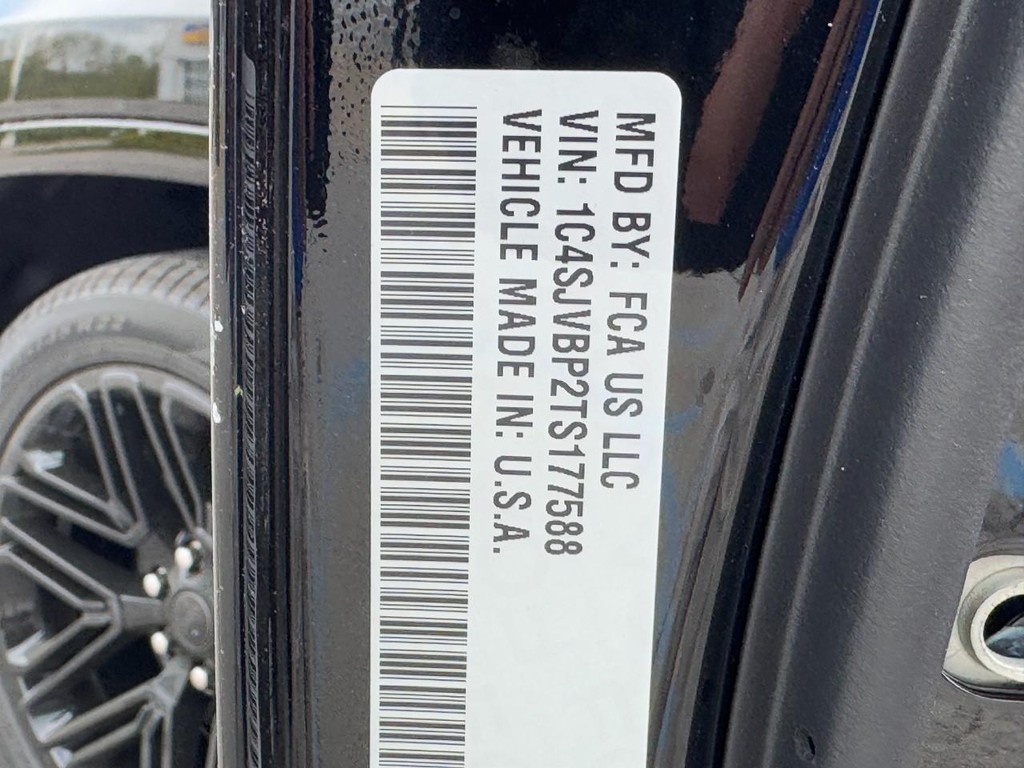 MFD BY: FCA US LLC
VIN: 1C4SJVBP2TS177588
VEHICLE MADE IN: U.S.A.